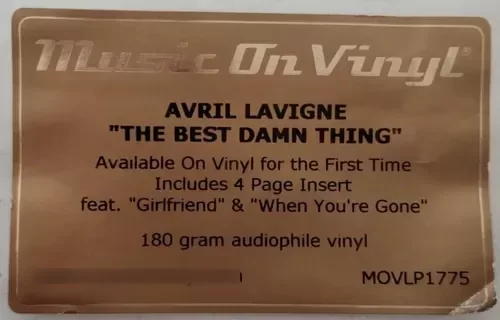 Music On Vinyl®
AVRIL LAVIGNE
"THE BEST DAMN THING"
Available On Vinyl for the First Time
Includes 4 Page Insert
feat. "Girlfriend" & "When You're Gone"
180 gram audiophile vinyl
MOVLP1775